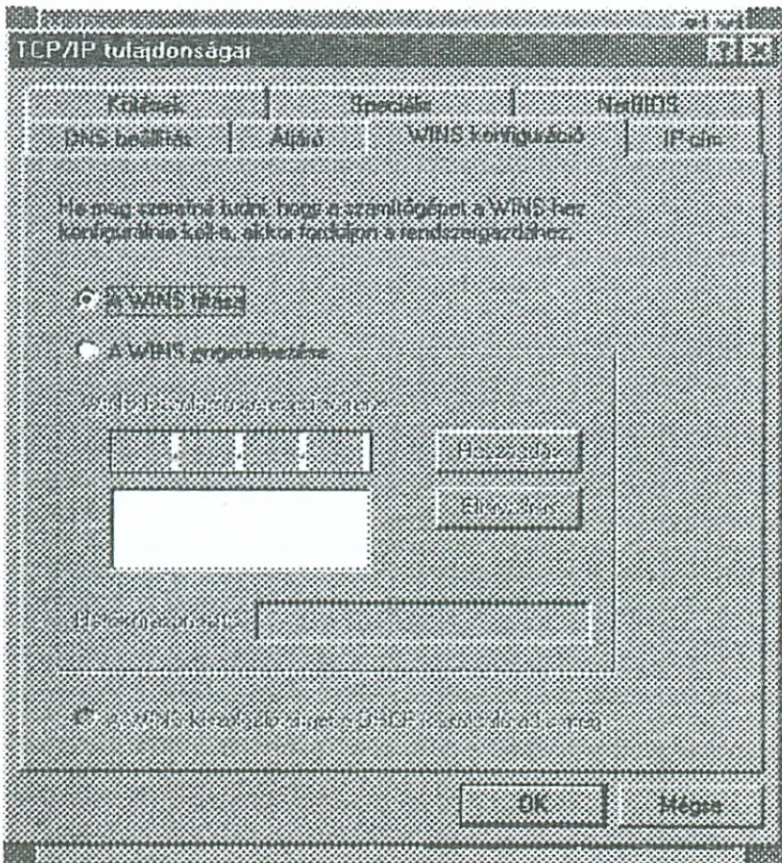 TCP/IP tulajdonságai
Kötések Speciális NetBIOS
DNS beállítás Átjáró WINS konfiguráció IP-cím
Ha meg szeretné tudni, hogy a számítógépet a WINS-hez
konfigurálnia kell-e, akkor forduljon a rendszergazdához.
A WINS tiltása
A WINS engedélyezése
Hozzáadás
Eltávolítás
OK Mégse